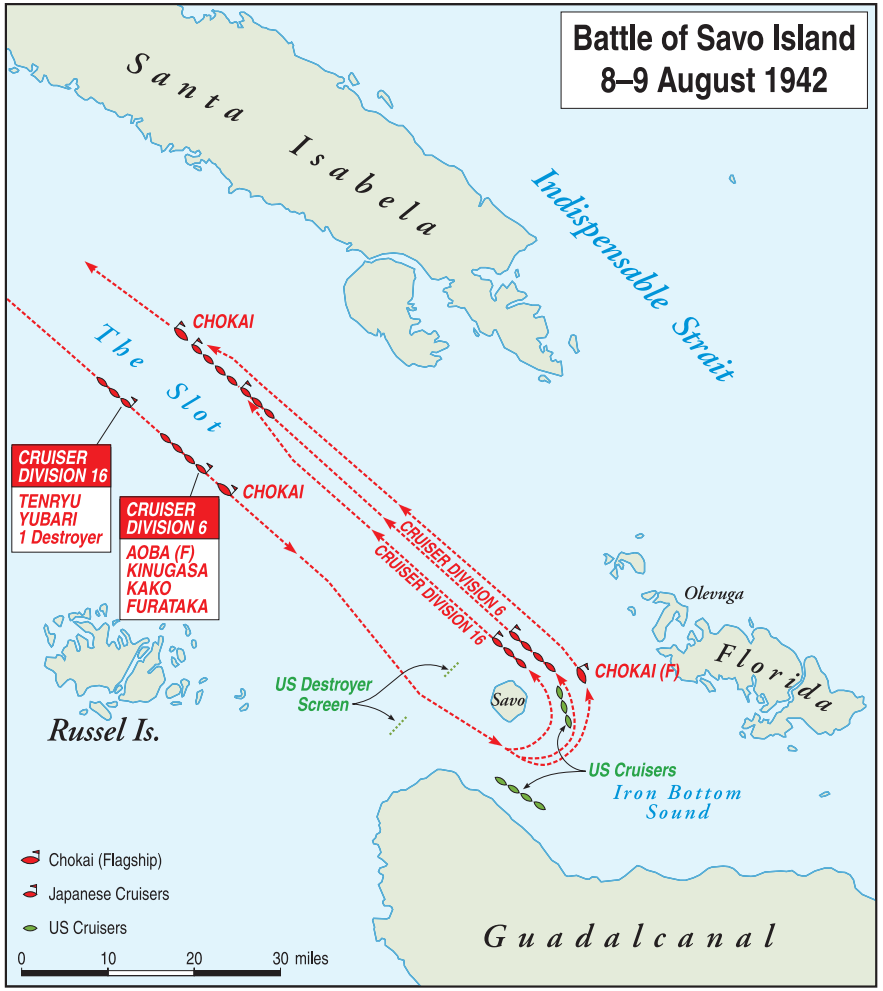 Battle of Savo Island
8–9 August 1942
Santa Isabela
Indispensable Strait
CHOKAI
The Slot
CRUISER
DIVISION 16
TENRYU
YUBARI
1 Destroyer
CHOKAI
CRUISER
DIVISION 6
AOBA (F)
KINUGASA
KAKO
FURATAKA
CRUISER DIVISION 6
CRUISER DIVISION 16
Olevuga
Florida
CHOKAI (F)
US Destroyer
Screen
Savo
Russel Is.
US Cruisers
Iron Bottom
Sound
Chokai (Flagship)
Japanese Cruisers
US Cruisers
Guadalcanal
0 10 20 30 miles